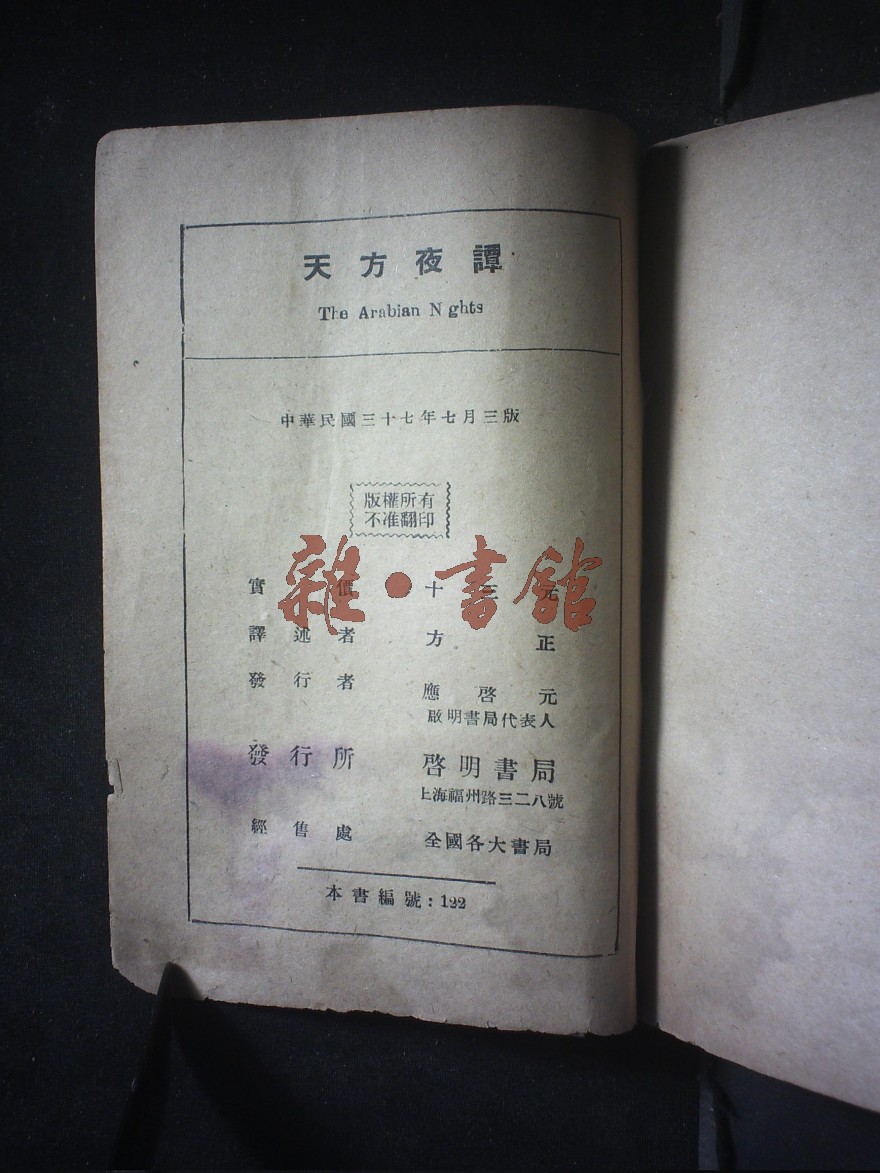 天方夜譚
The Arabian N ghts
中華民國三十七年七月三版
版權所有
不准翻印
雜·書館
實價 十三元
譯述者 方正
發行者 應啓元
啟明書局代表人
發行所 啓明書局
上海福州路三二八號
經售處 全國各大書局
本書編號：122